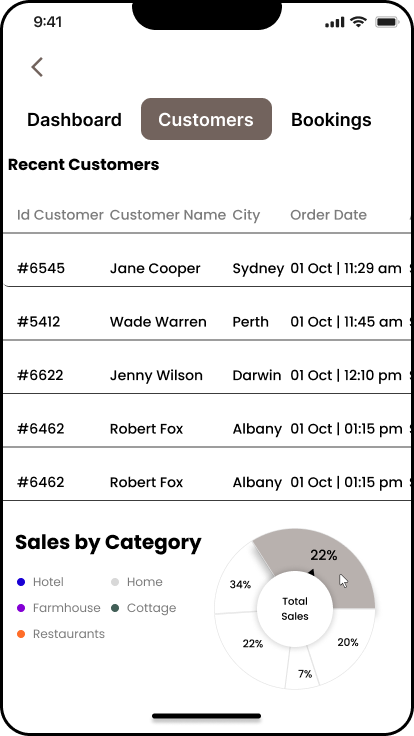 9:41
Dashboard Customers Bookings
Recent Customers
Id Customer Customer Name City Order Date
#6545 Jane Cooper Sydney 01 Oct | 11:29 am
#5412 Wade Warren Perth 01 Oct | 11:45 am
#6622 Jenny Wilson Darwin 01 Oct | 12:10 pm
#6462 Robert Fox Albany 01 Oct | 01:15 pm
#6462 Robert Fox Albany 01 Oct | 01:15 pm
Sales by Category
Hotel Home
Farmhouse Cottage
Restaurants
22%
34%
Total
Sales
22%
20%
7%